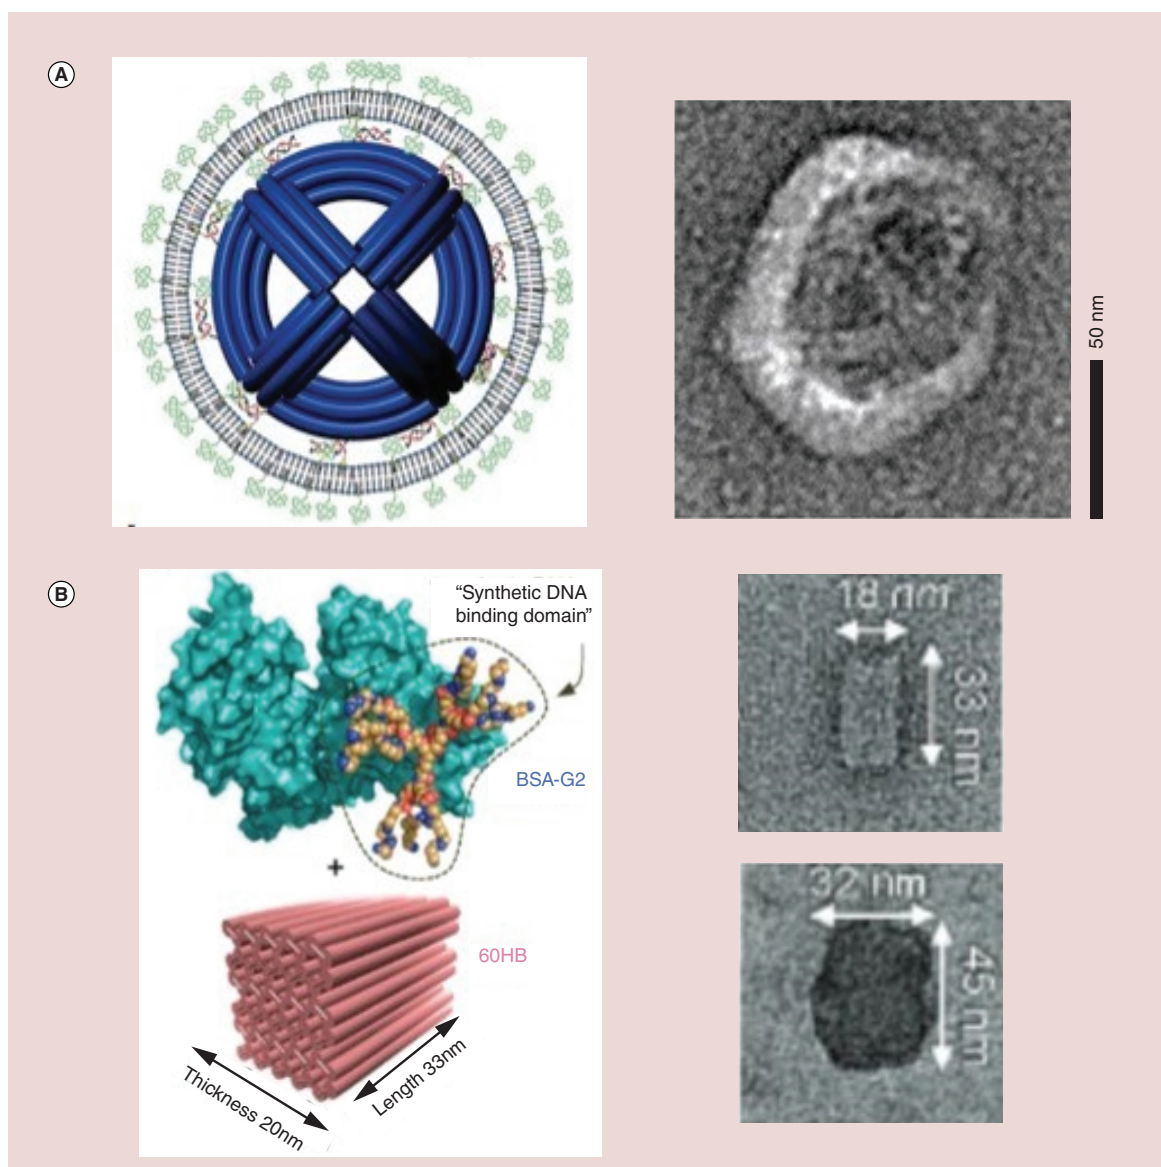 A
50 nm
B
“Synthetic DNA
binding domain”
BSA-G2
+
60HB
Thickness 20nm
Length 33nm
18 nm
33 nm
32 nm
45 nm